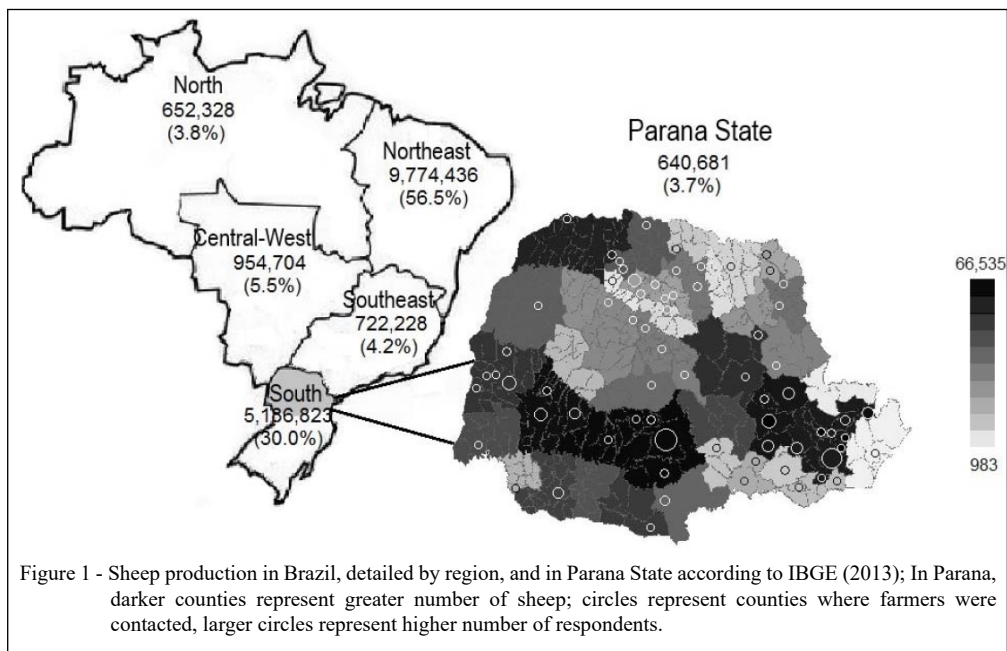 North
652,328
(3.8%)
Northeast
9,774,436
(56.5%)
Central-West
954,704
(5.5%)
Southeast
722,228
(4.2%)
South
5,186,823
(30.0%)
Parana State
640,681
(3.7%)
66,535
983
Figure 1 - Sheep production in Brazil, detailed by region, and in Parana State according to IBGE (2013); In Parana,
darker counties represent greater number of sheep; circles represent counties where farmers were
contacted, larger circles represent higher number of respondents.